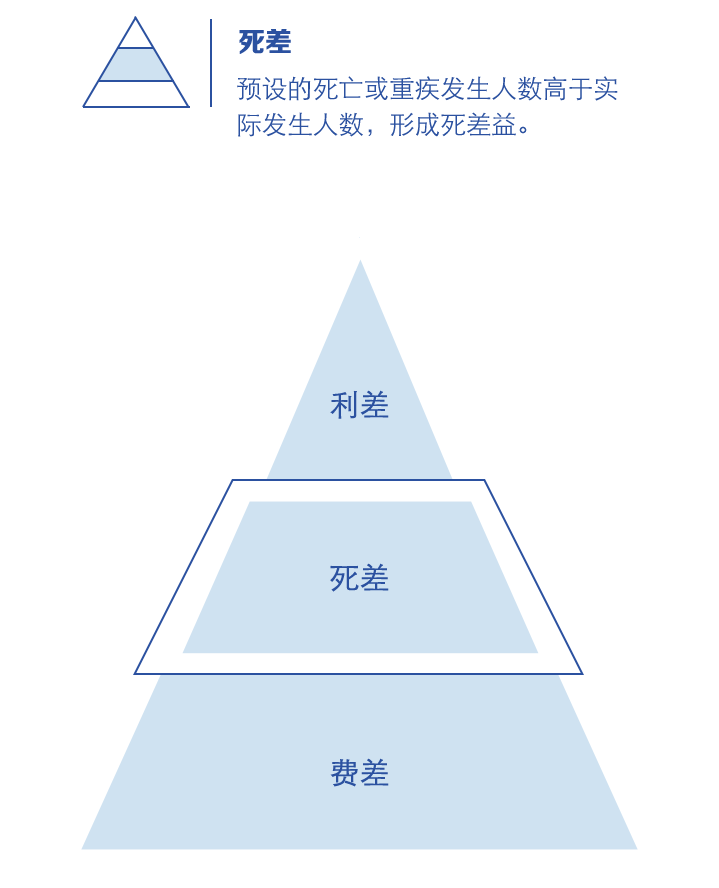 死差
预设的死亡或重疾发生人数高于实
际发生人数，形成死差益。
利差
死差
费差